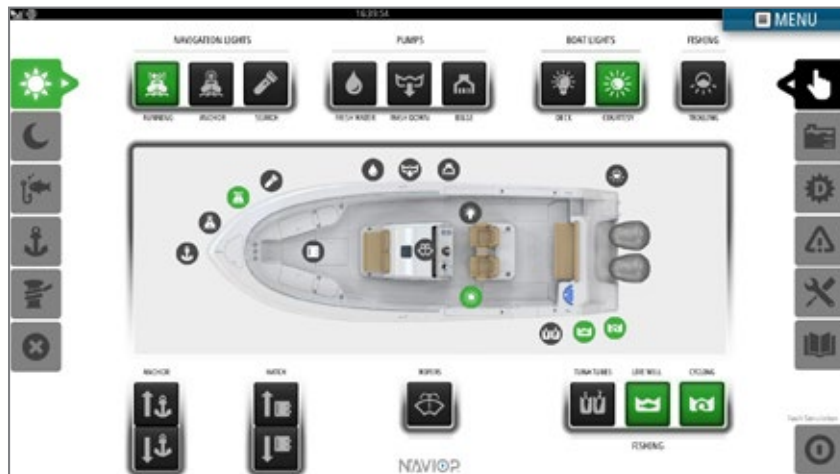 16:39:54
MENU
NAVIGATION LIGHTS
PUMPS
BOAT LIGHTS
FISHING
RUNNING
ANCHOR
SEARCH
FRESH WATER
WASH DOWN
BILGE
DECK
COURTESY
TROLLING
D
ANCHOR
HATCH
WIPERS
TUNA TUBES
LIVE WELL
CYCLING
FISHING
NAVIOP